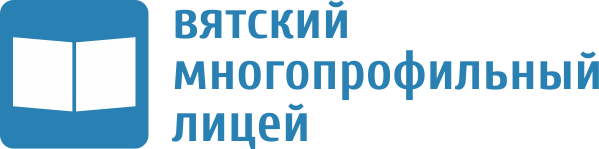 вятский
многопрофильный
лицей